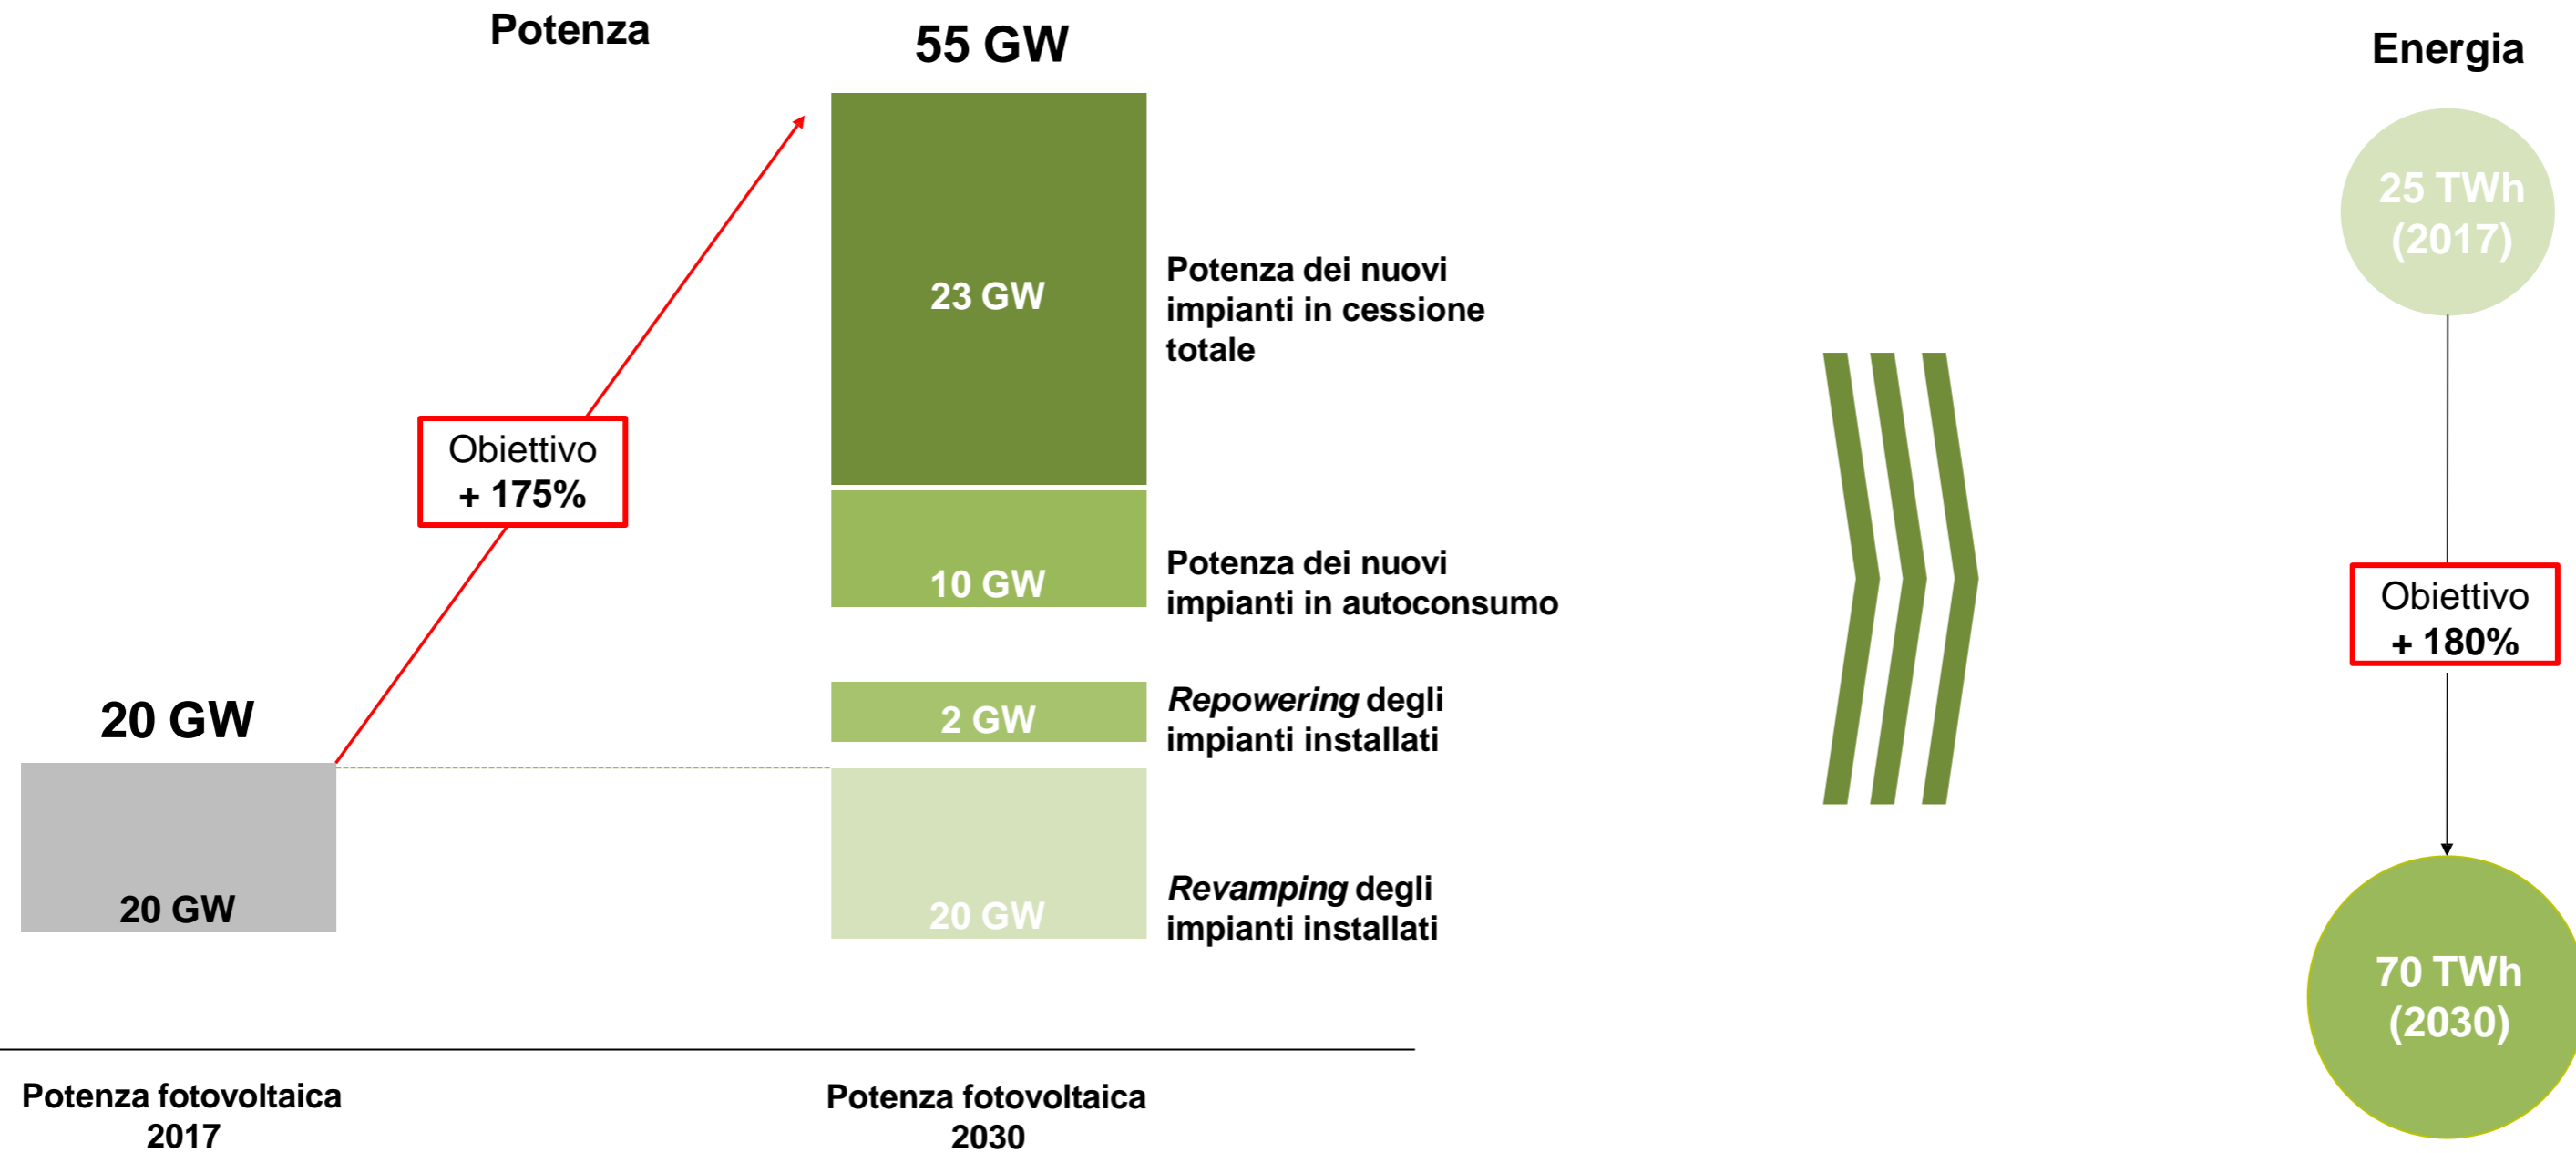 Potenza
55 GW
23 GW
Potenza dei nuovi
impianti in cessione
totale
Obiettivo
+ 175%
10 GW
Potenza dei nuovi
impianti in autoconsumo
2 GW
Repowering degli
impianti installati
20 GW
20 GW
20 GW
Revamping degli
impianti installati
Potenza fotovoltaica
2017
Potenza fotovoltaica
2030
Energia
25 TWh
(2017)
Obiettivo
+ 180%
70 TWh
(2030)